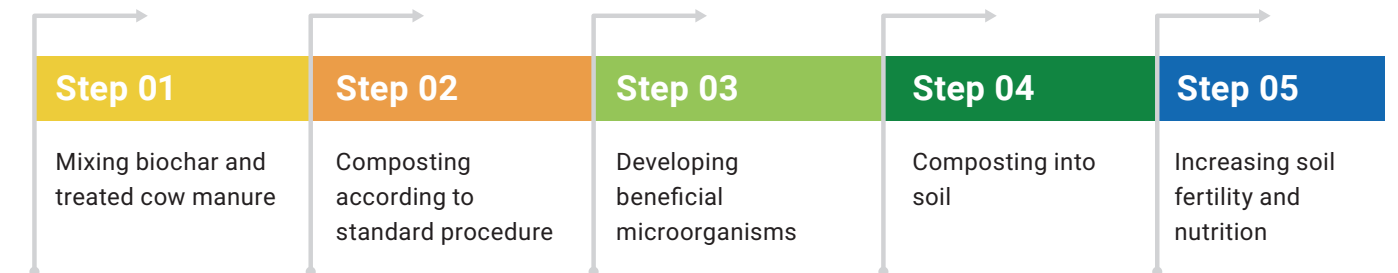 Step 01
Mixing biochar and
treated cow manure
Step 02
Composting
according to
standard procedure
Step 03
Developing
beneficial
microorganisms
Step 04
Composting into
soil
Step 05
Increasing soil
fertility and
nutrition